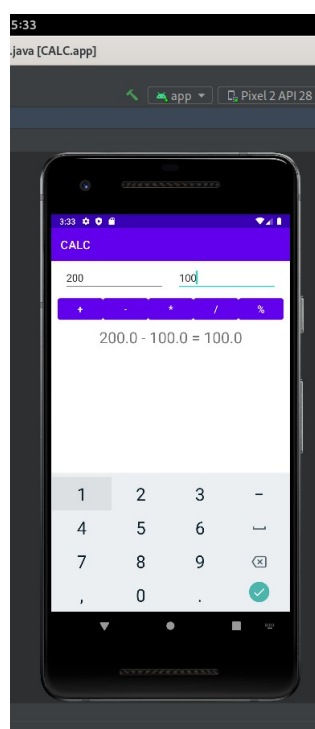 5:33
.java [CALC.app]
app Pixel 2 API 28
3:33
CALC
200 100
+ - * / %
200.0 - 100.0 = 100.0
1 2 3 −
4 5 6
7 8 9
, 0 .